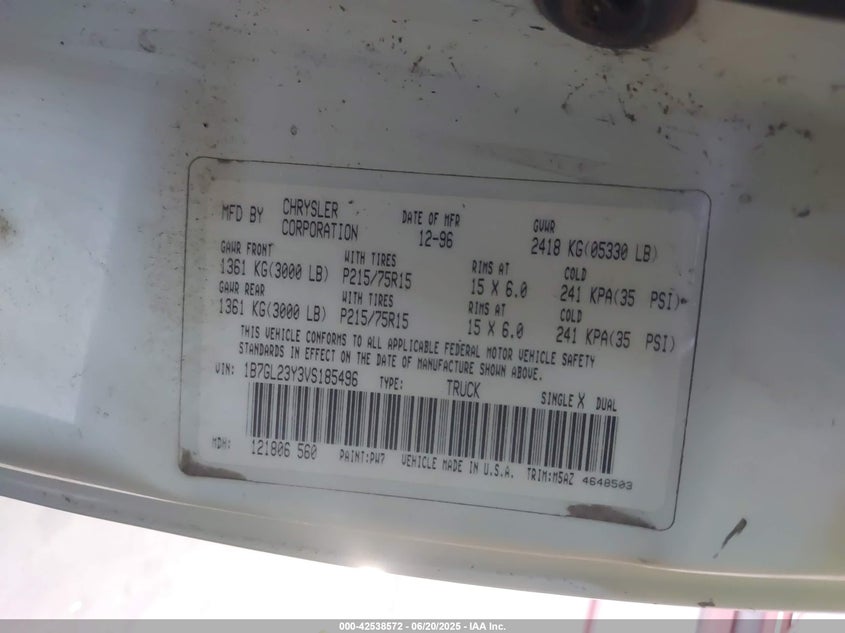 MFD BY CHRYSLER CORPORATION DATE OF MFR 12-96 GVWR 2418 KG(05330 LB)
GAWR FRONT WITH TIRES RIMS AT COLD
1361 KG(3000 LB) P215/75R15 15 X 6.0 241 KPA(35 PSI)
GAWR REAR WITH TIRES RIMS AT COLD
1361 KG(3000 LB) P215/75R15 15 X 6.0 241 KPA(35 PSI)
THIS VEHICLE CONFORMS TO ALL APPLICABLE FEDERAL MOTOR VEHICLE SAFETY
STANDARDS IN EFFECT ON THE DATE OF MANUFACTURE SHOWN ABOVE.
VIN: 1B7GL23Y3VS185496 TYPE: TRUCK SINGLE X DUAL
MDH: 121806 560 PAINT:PW7 VEHICLE MADE IN U.S.A. TRIM:M5AZ 4648503
000-42538572 - 06/20/2025 - IAA Inc.